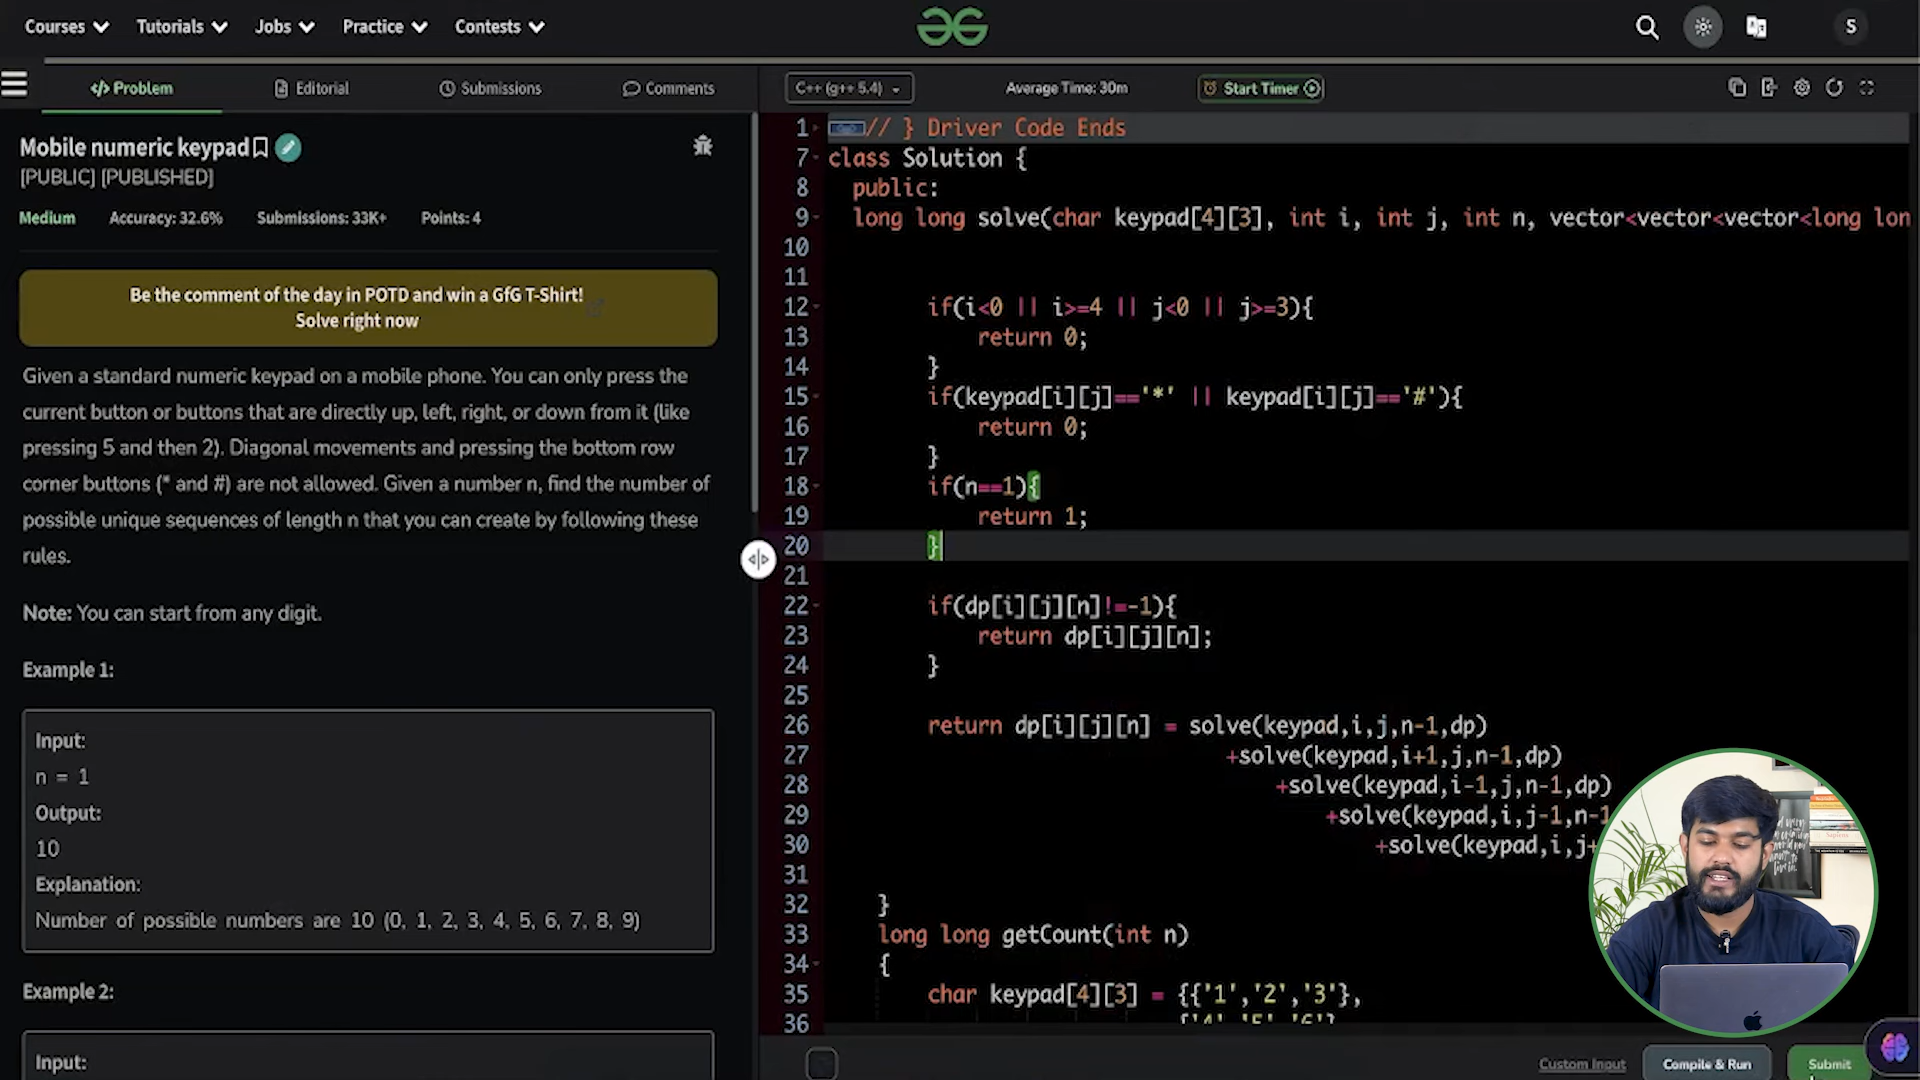 Courses Tutorials Jobs Practice Contests
S
Problem Editorial Submissions Comments
C++ (g++ 5.4) Average Time: 30m Start Timer
Mobile numeric keypad
[PUBLIC] [PUBLISHED]
Medium Accuracy: 32.6% Submissions: 33K+ Points: 4
Be the comment of the day in POTD and win a GfG T-Shirt!
Solve right now
Given a standard numeric keypad on a mobile phone. You can only press the
current button or buttons that are directly up, left, right, or down from it (like
pressing 5 and then 2). Diagonal movements and pressing the bottom row
corner buttons (* and #) are not allowed. Given a number n, find the number of
possible unique sequences of length n that you can create by following these
rules.
Note: You can start from any digit.
Example 1:
Input:
n = 1
Output:
10
Explanation:
Number of possible numbers are 10 (0, 1, 2, 3, 4, 5, 6, 7, 8, 9)
Example 2:
Input:
1 // } Driver Code Ends
7 class Solution {
8 public:
9 long long solve(char keypad[4][3], int i, int j, int n, vector<vector<vector<long lon
10
11
12 if(i<0 || i>=4 || j<0 || j>=3){
13 return 0;
14 }
15 if(keypad[i][j]=='*' || keypad[i][j]=='#'){
16 return 0;
17 }
18 if(n==1){
19 return 1;
20 }
21
22 if(dp[i][j][n]!=-1){
23 return dp[i][j][n];
24 }
25
26 return dp[i][j][n] = solve(keypad,i,j,n-1,dp)
27 +solve(keypad,i+1,j,n-1,dp)
28 +solve(keypad,i-1,j,n-1,dp)
29 +solve(keypad,i,j-1,n-1
30 +solve(keypad,i,j+
31
32 }
33 long long getCount(int n)
34 {
35 char keypad[4][3] = {{'1','2','3'},
36 {'4','5','6'},
Custom Input Compile & Run Submit